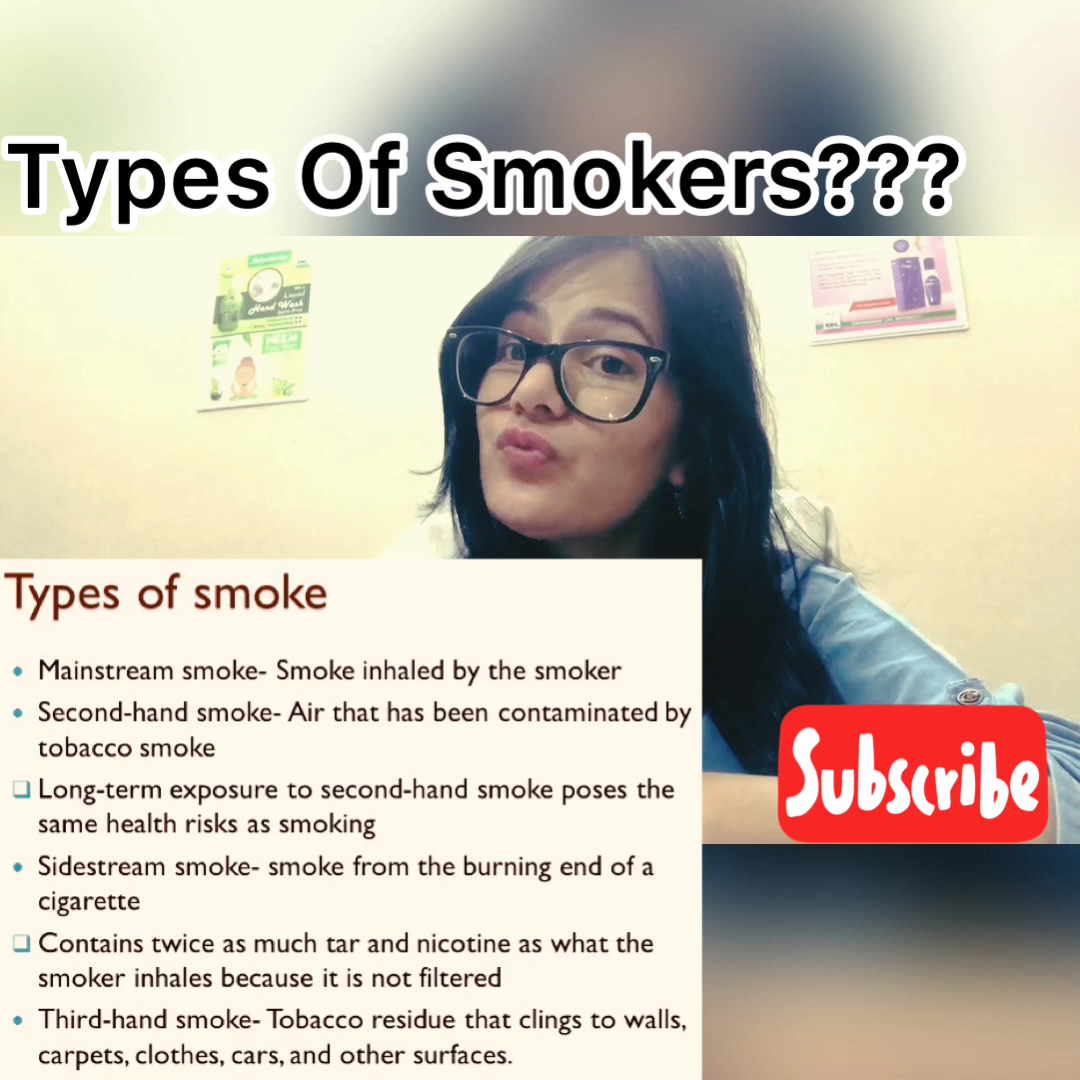 Types Of Smokers???
Liquid
Hand Wash
NEEM
Types of smoke
• Mainstream smoke- Smoke inhaled by the smoker
• Second-hand smoke- Air that has been contaminated by
tobacco smoke
❑ Long-term exposure to second-hand smoke poses the
same health risks as smoking
• Sidestream smoke- smoke from the burning end of a
cigarette
❑ Contains twice as much tar and nicotine as what the
smoker inhales because it is not filtered
• Third-hand smoke- Tobacco residue that clings to walls,
carpets, clothes, cars, and other surfaces.
Subscribe